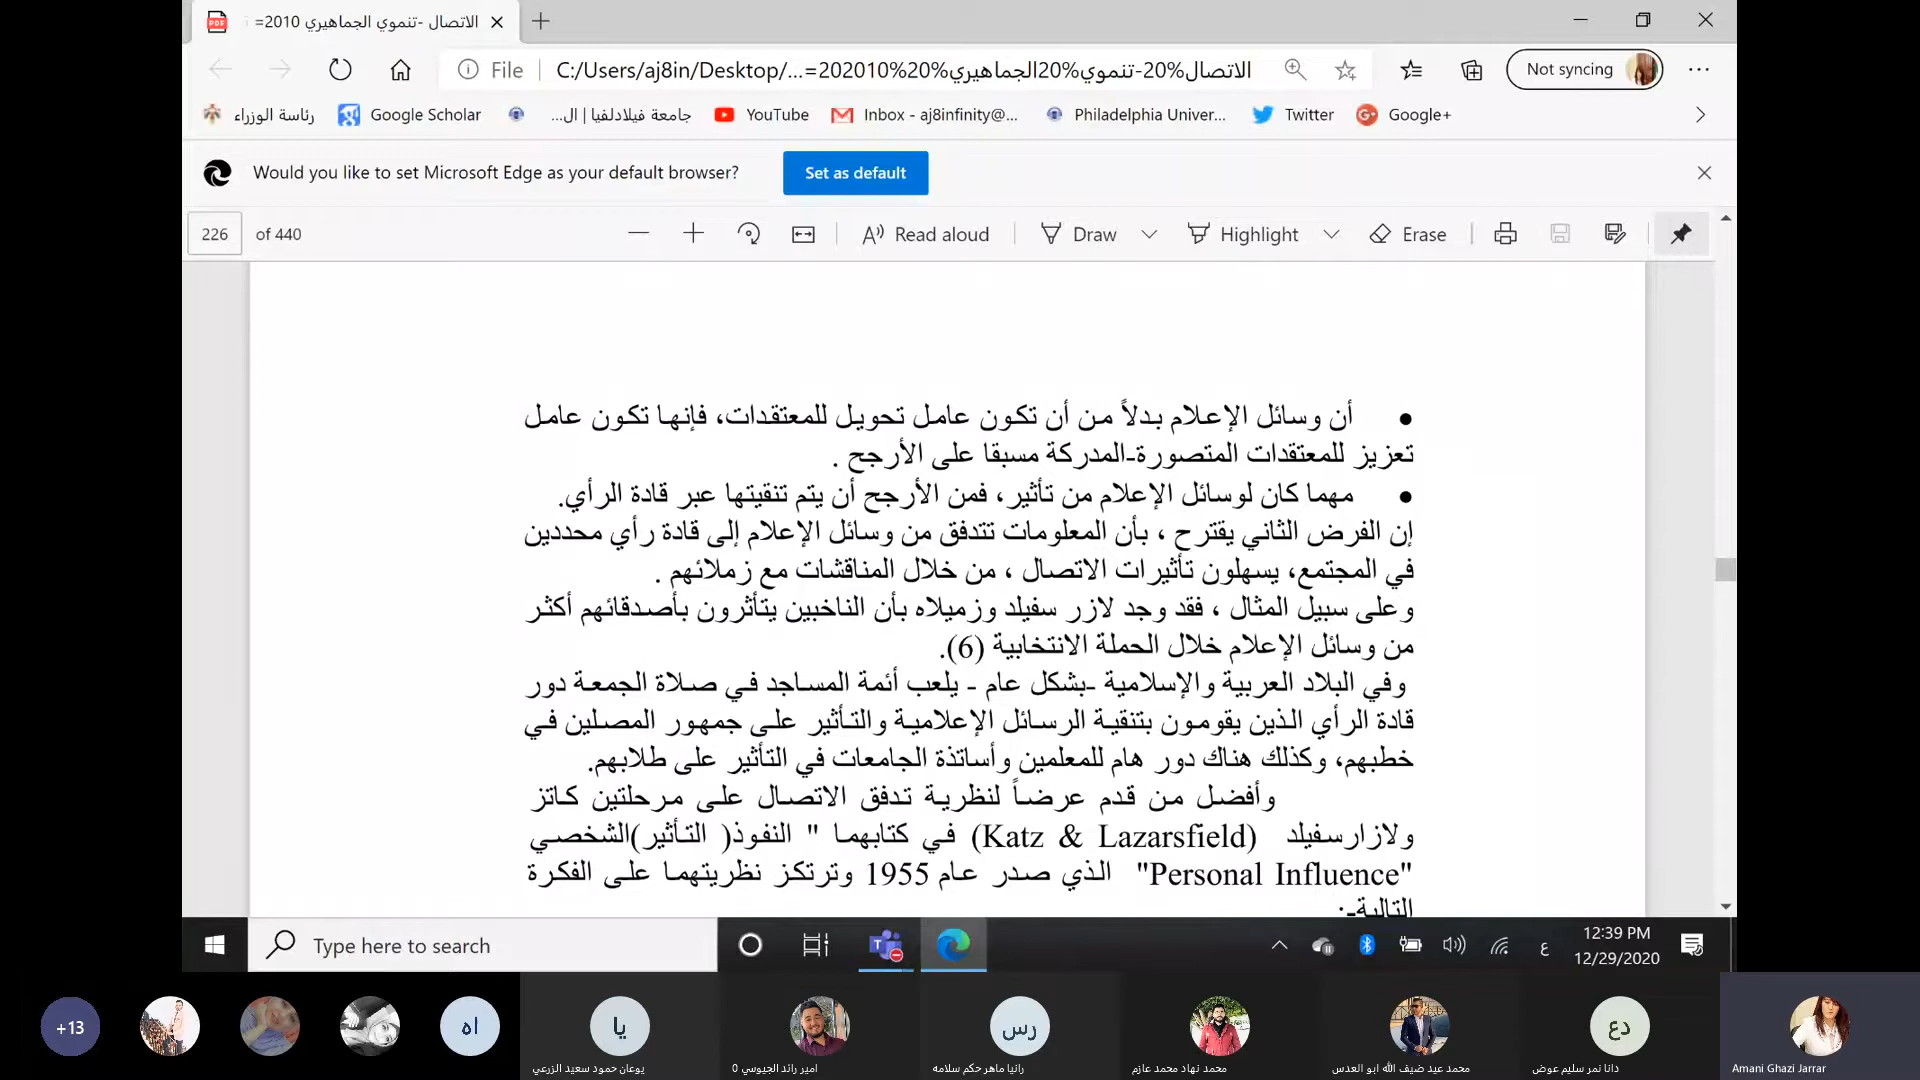 الاتصال -تنموي الجماهيري 2010=
File
C:/Users/aj8in/Desktop/...=202010%20%الاتصال%20-تنموي%20الجماهيري
Not syncing
رئاسة الوزراء
Google Scholar
جامعة فيلادلفيا | ال...
YouTube
Inbox - aj8infinity@...
Philadelphia Univer...
Twitter
Google+
Would you like to set Microsoft Edge as your default browser?
Set as default
226 of 440
Read aloud
Draw
Highlight
Erase
• أن وسائل الإعلام بدلاً من أن تكون عامل تحويل للمعتقدات، فإنها تكون عامل
تعزيز للمعتقدات المتصورة-المدركة مسبقا على الأرجح .
• مهما كان لوسائل الإعلام من تأثير، فمن الأرجح أن يتم تنقيتها عبر قادة الرأي.
إن الفرض الثاني يقترح ، بأن المعلومات تتدفق من وسائل الإعلام إلى قادة رأي محددين
في المجتمع، يسهلون تأثيرات الاتصال ، من خلال المناقشات مع زملائهم .
وعلى سبيل المثال ، فقد وجد لازر سفيلد وزميلاه بأن الناخبين يتأثرون بأصدقائهم أكثر
من وسائل الإعلام خلال الحملة الانتخابية (6).
وفي البلاد العربية والإسلامية -بشكل عام - يلعب أئمة المساجد في صلاة الجمعة دور
قادة الرأي الذين يقومون بتنقية الرسائل الإعلامية والتأثير على جمهور المصلين في
خطبهم، وكذلك هناك دور هام للمعلمين وأساتذة الجامعات في التأثير على طلابهم.
وأفضل من قدم عرضاً لنظرية تدفق الاتصال على مرحلتين كاتز
ولازارسفيلد (Katz & Lazarsfield) في كتابهما " النفوذ( التأثير)الشخصي
"Personal Influence" الذي صدر عام 1955 وترتكز نظريتهما على الفكرة
التالية-:
Type here to search
ع
12:39 PM
12/29/2020
+13
اه
يا
يوعان حمود سعيد الزرعي
امير رائد الجيوسي 0
رس
رانيا ماهر حكم سلامه
محمد نهاد محمد عازم
محمد عيد ضيف الله ابو العدس
دع
دانا نمر سليم عوض
Amani Ghazi Jarrar